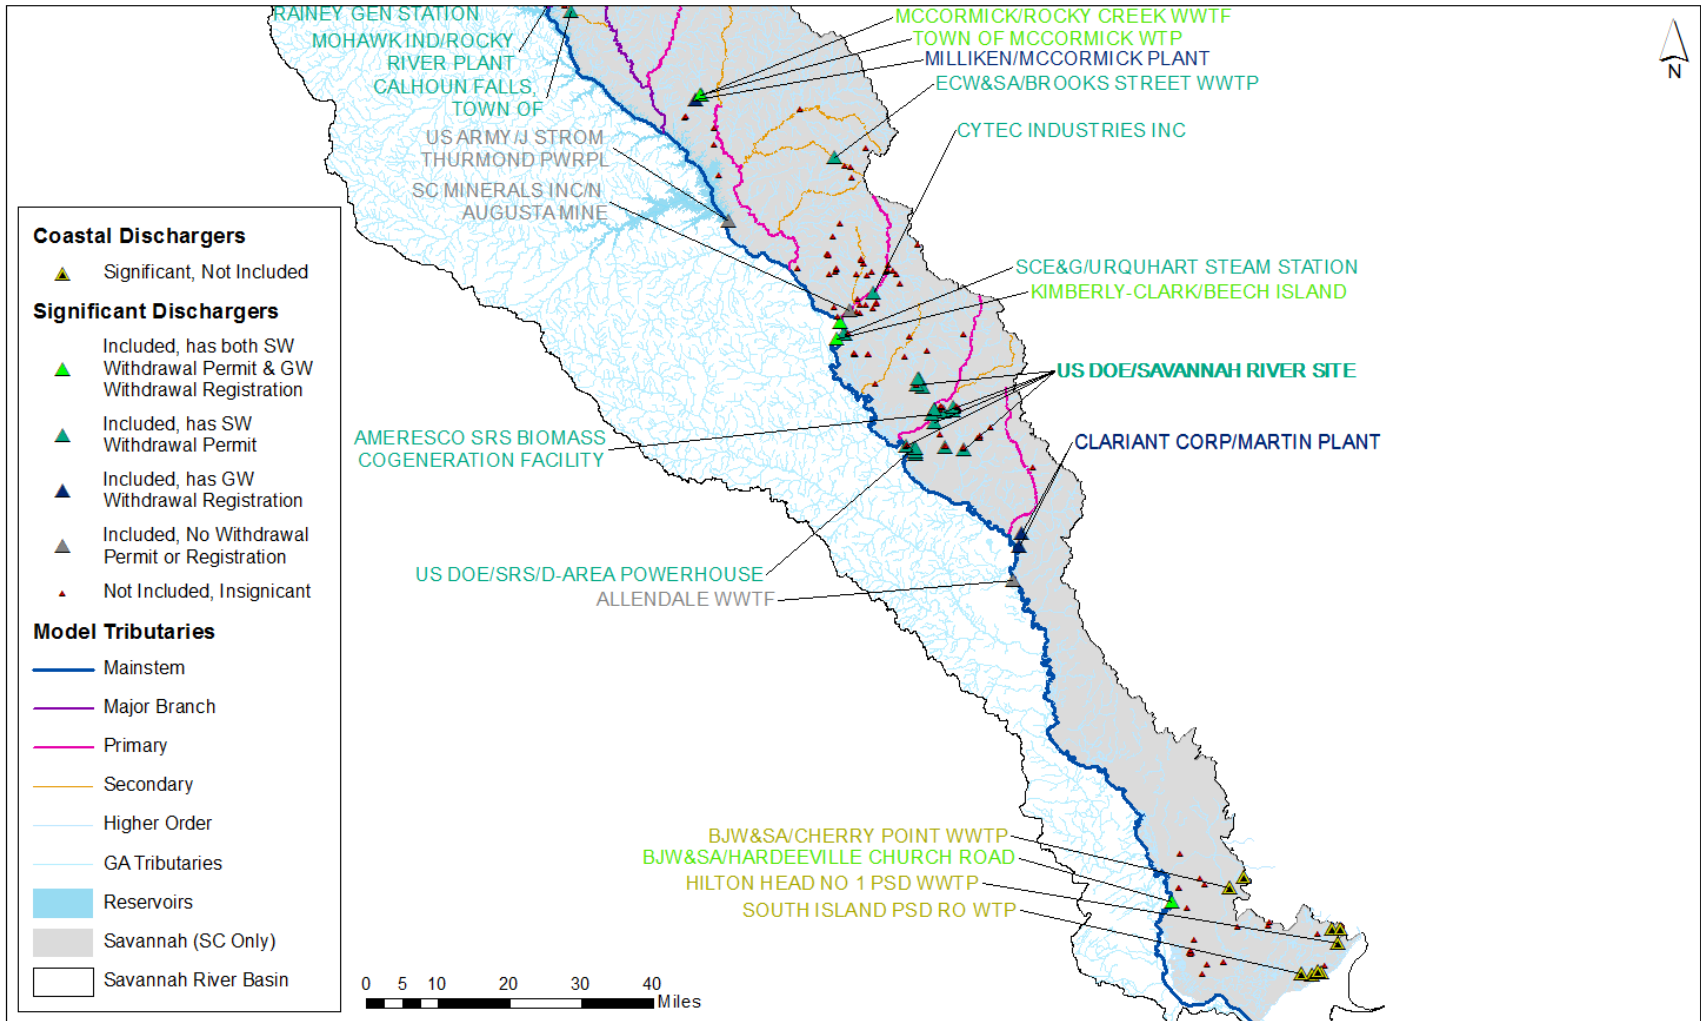 RAINEY GEN STATION
MOHAWK IND/ROCKY
RIVER PLANT
CALHOUN FALLS,
TOWN OF
US ARMY/J STROM
THURMOND PWRPL
SC MINERALS INC/N
AUGUSTA MINE
MCCORMICK/ROCKY CREEK WWTF
TOWN OF MCCORMICK WTP
MILLIKEN/MCCORMICK PLANT
ECW&SA/BROOKS STREET WWTP
CYTEC INDUSTRIES INC
N
SCE&G/URQUHART STEAM STATION
KIMBERLY-CLARK/BEECH ISLAND
US DOE/SAVANNAH RIVER SITE
AMERESCO SRS BIOMASS
COGENERATION FACILITY
CLARIANT CORP/MARTIN PLANT
US DOE/SRS/D-AREA POWERHOUSE
ALLENDALE WWTF
BJW&SA/CHERRY POINT WWTP
BJW&SA/HARDEEVILLE CHURCH ROAD
HILTON HEAD NO 1 PSD WWTP
SOUTH ISLAND PSD RO WTP
Coastal Dischargers
Significant, Not Included
Significant Dischargers
Included, has both SW
Withdrawal Permit & GW
Withdrawal Registration
Included, has SW
Withdrawal Permit
Included, has GW
Withdrawal Registration
Included, No Withdrawal
Permit or Registration
Not Included, Insignicant
Model Tributaries
Mainstem
Major Branch
Primary
Secondary
Higher Order
GA Tributaries
Reservoirs
Savannah (SC Only)
Savannah River Basin
0 5 10 20 30 40
Miles